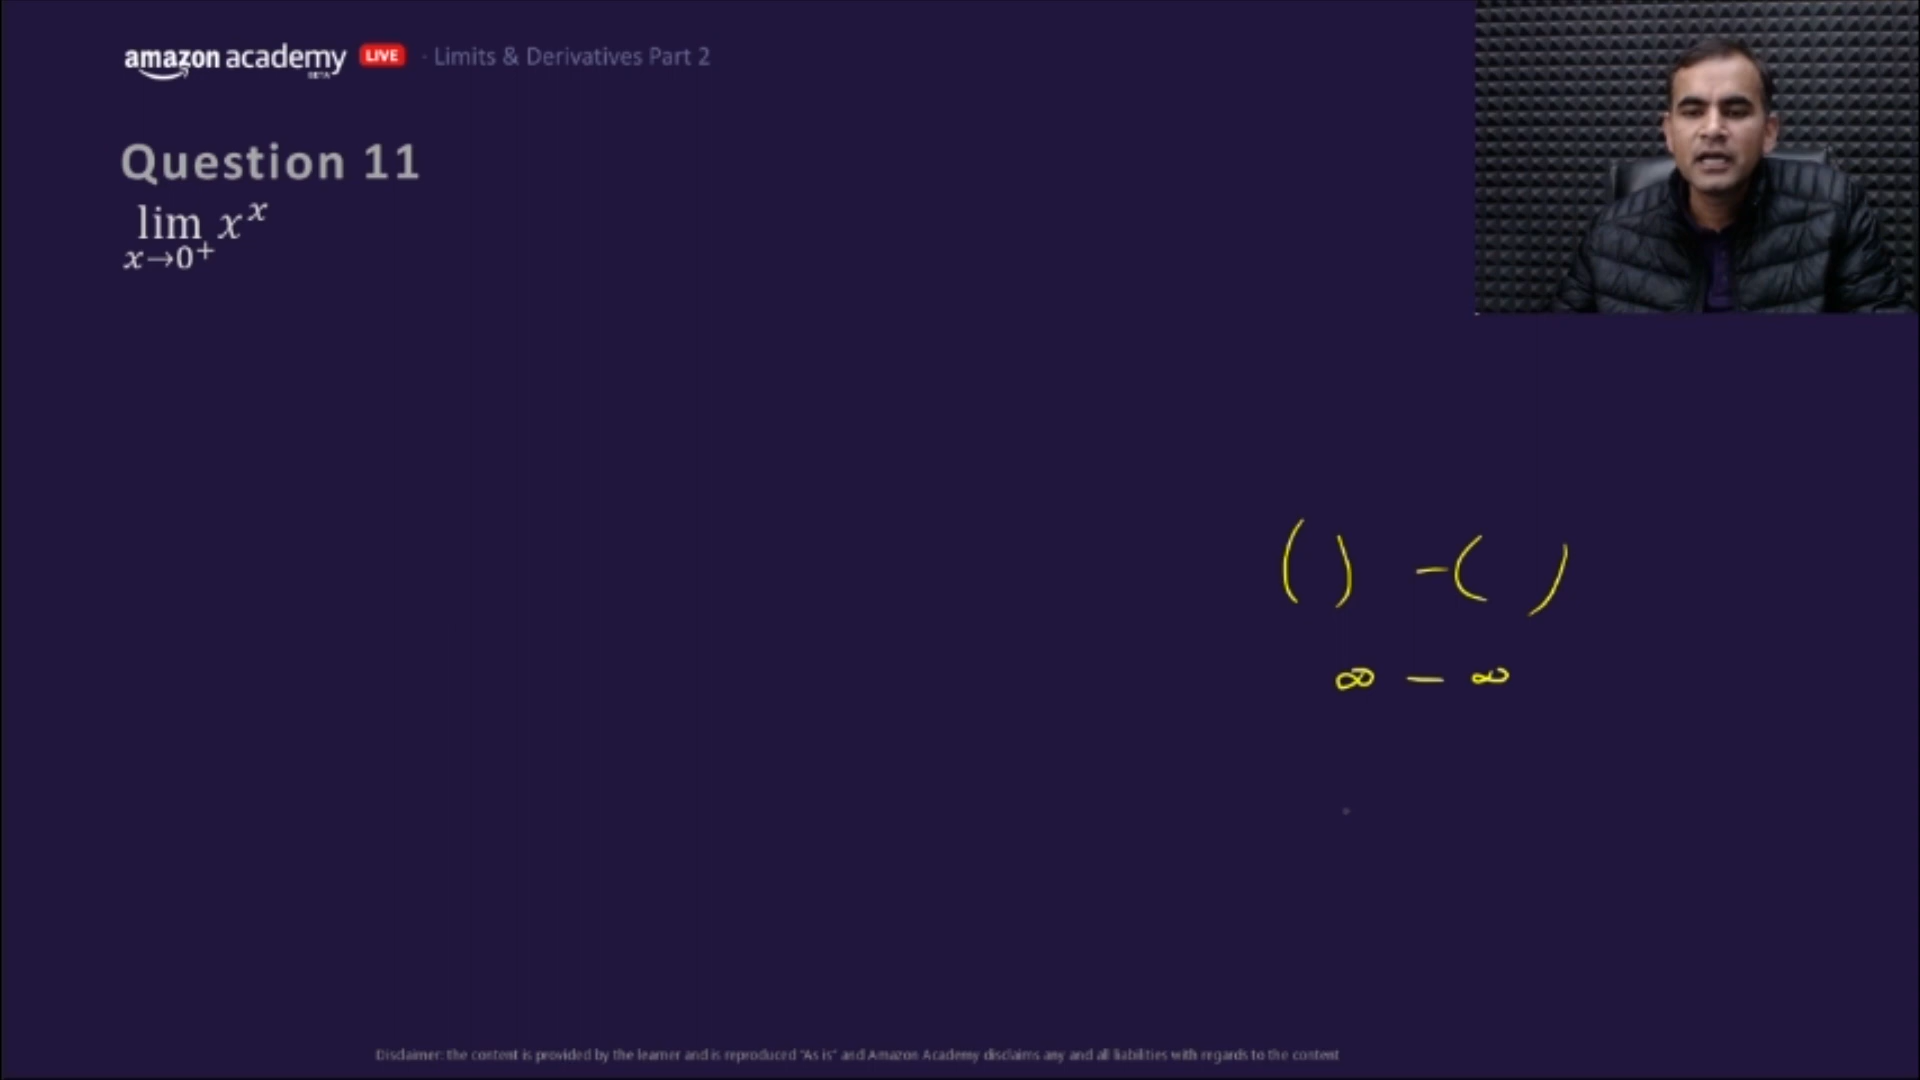 amazon academy LIVE · Limits & Derivatives Part 2
BETA
Question 11
lim x^x
x→0⁺
( ) -( )
∞ - ∞
Disclaimer: the content is provided by the learner and is reproduced "As is" and Amazon Academy disclaims any and all liabilities with regards to the content